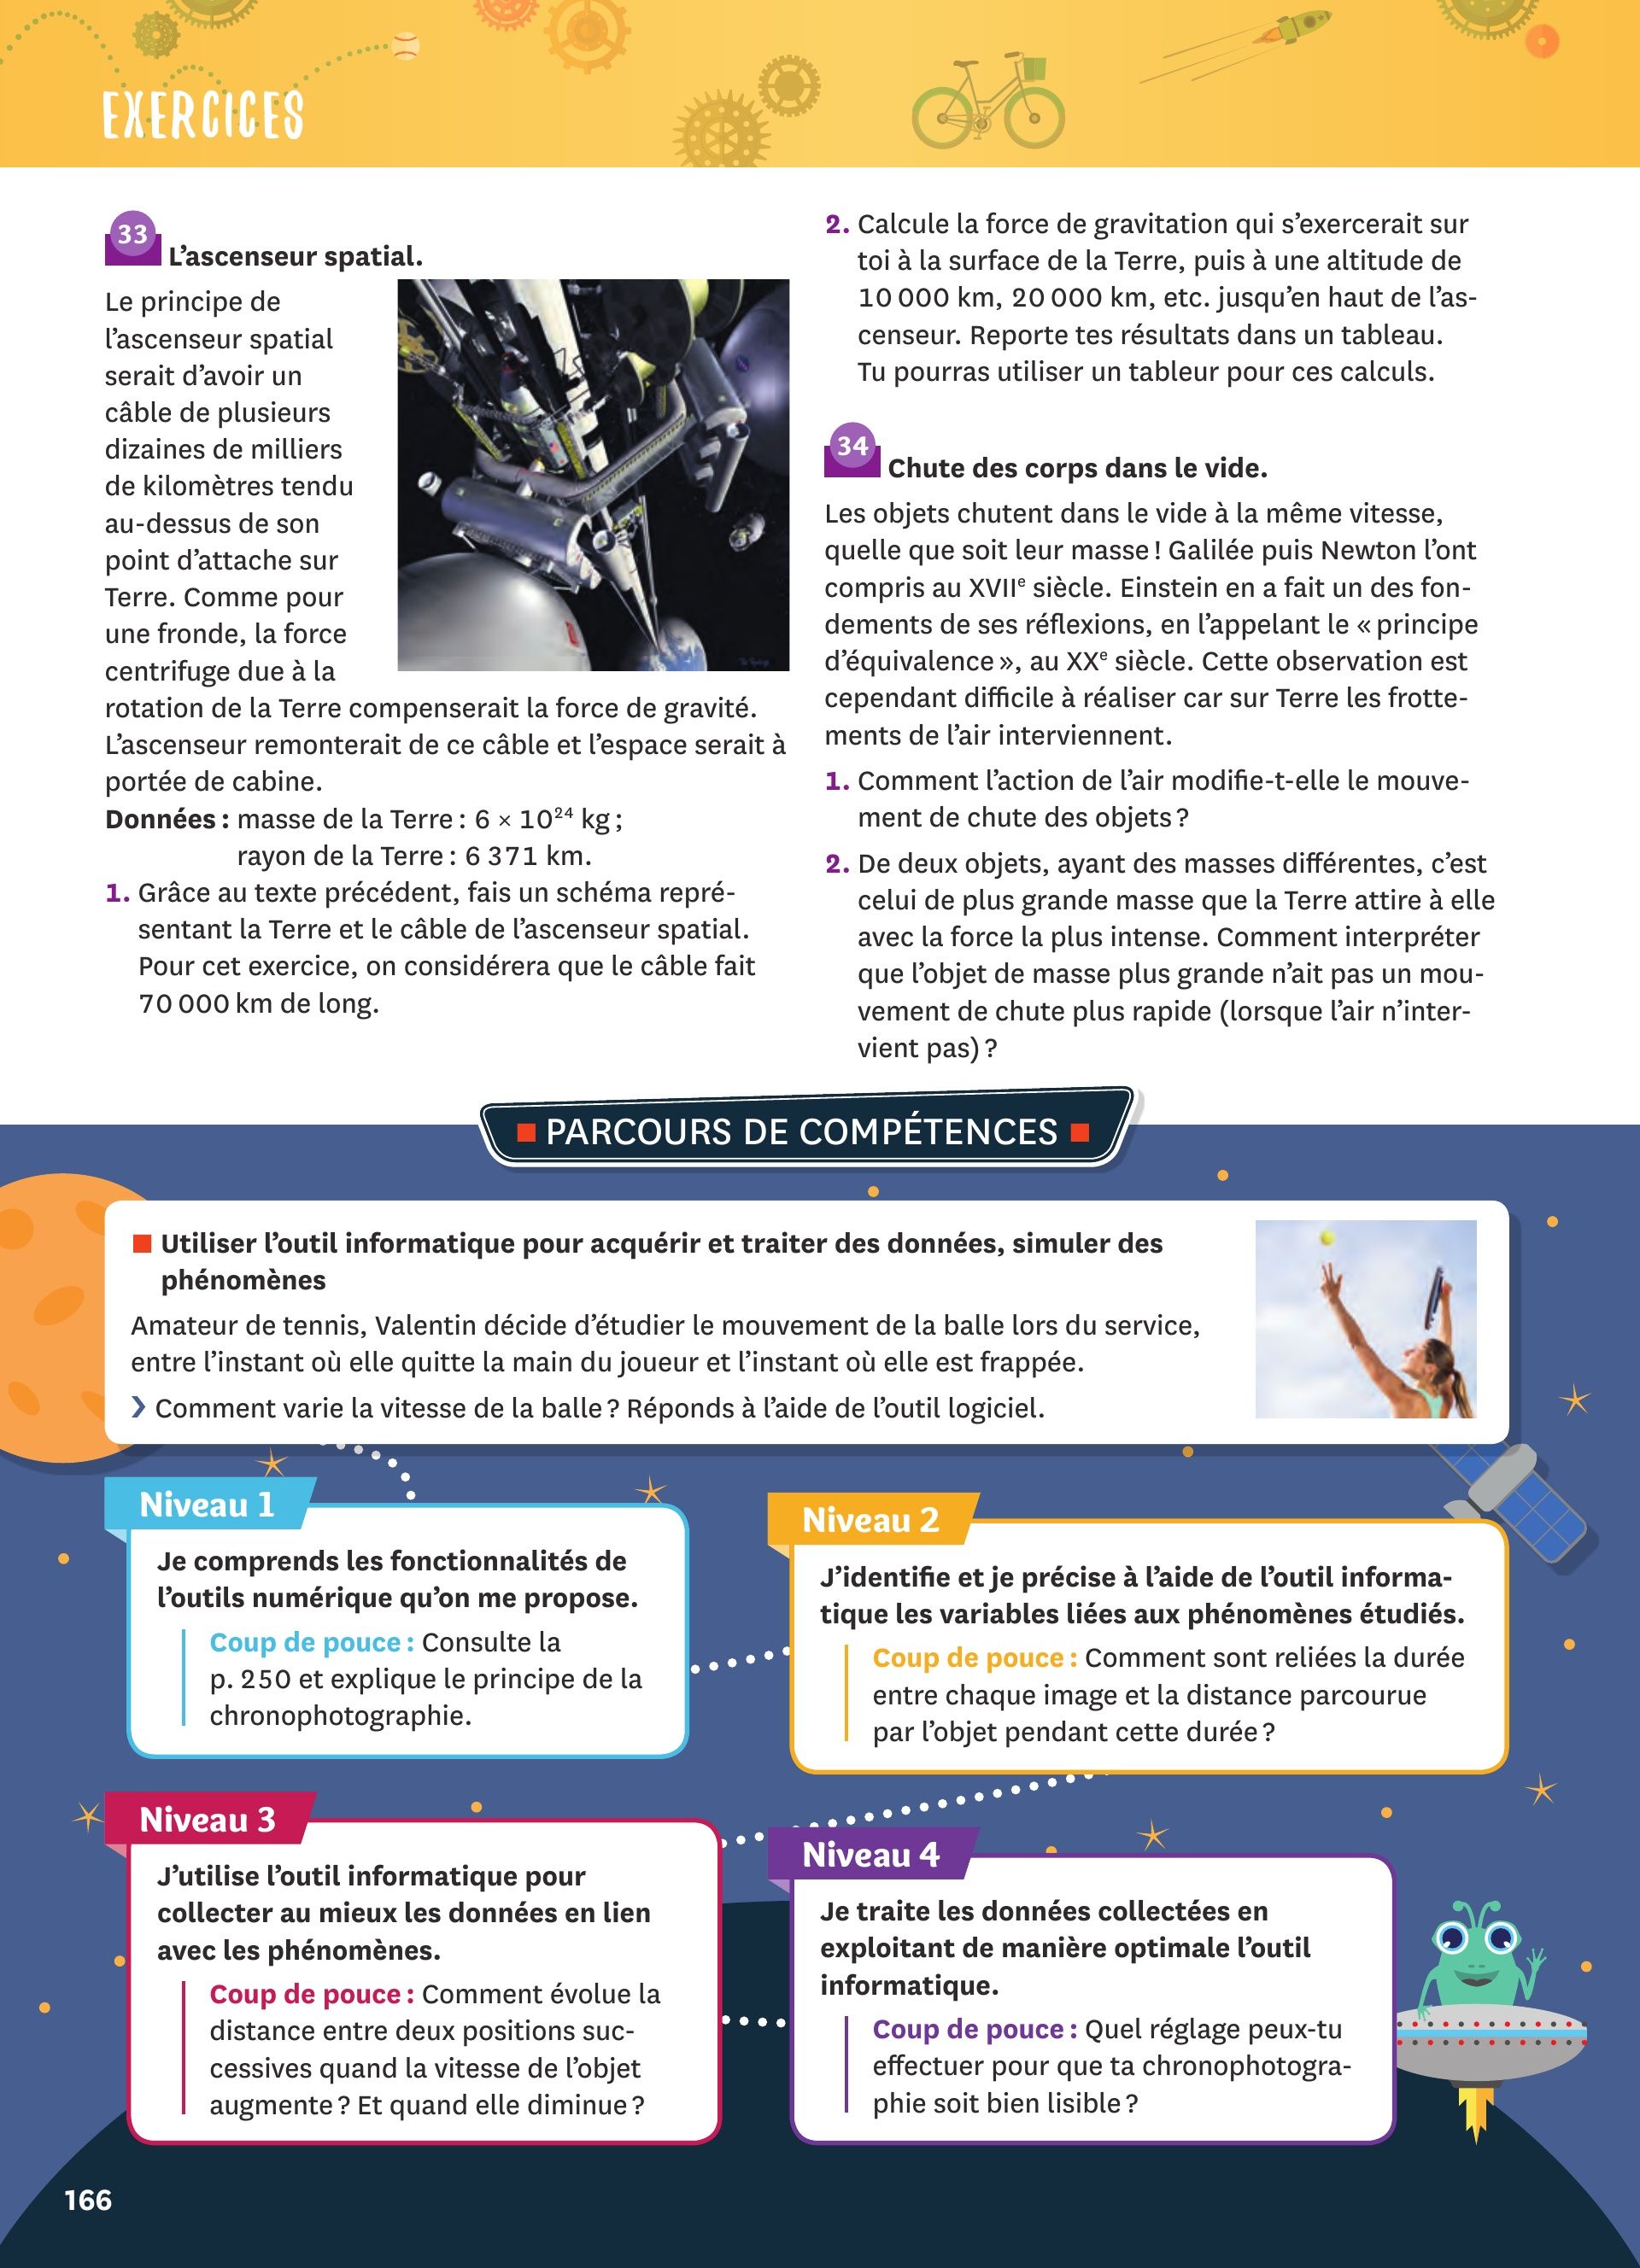 EXERCICES
33 L’ascenseur spatial.
Le principe de
l’ascenseur spatial
serait d’avoir un
câble de plusieurs
dizaines de milliers
de kilomètres tendu
au-dessus de son
point d’attache sur
Terre. Comme pour
une fronde, la force
centrifuge due à la
rotation de la Terre compenserait la force de gravité.
L’ascenseur remonterait de ce câble et l’espace serait à
portée de cabine.
Données : masse de la Terre : 6 × 10²⁴ kg ;
rayon de la Terre : 6 371 km.
1. Grâce au texte précédent, fais un schéma repré-
sentant la Terre et le câble de l’ascenseur spatial.
Pour cet exercice, on considérera que le câble fait
70 000 km de long.
2. Calcule la force de gravitation qui s’exercerait sur
toi à la surface de la Terre, puis à une altitude de
10 000 km, 20 000 km, etc. jusqu’en haut de l’as-
censeur. Reporte tes résultats dans un tableau.
Tu pourras utiliser un tableur pour ces calculs.
34 Chute des corps dans le vide.
Les objets chutent dans le vide à la même vitesse,
quelle que soit leur masse ! Galilée puis Newton l’ont
compris au XVIIᵉ siècle. Einstein en a fait un des fon-
dements de ses réflexions, en l’appelant le « principe
d’équivalence », au XXᵉ siècle. Cette observation est
cependant difficile à réaliser car sur Terre les frotte-
ments de l’air interviennent.
1. Comment l’action de l’air modifie-t-elle le mouve-
ment de chute des objets ?
2. De deux objets, ayant des masses différentes, c’est
celui de plus grande masse que la Terre attire à elle
avec la force la plus intense. Comment interpréter
que l’objet de masse plus grande n’ait pas un mou-
vement de chute plus rapide (lorsque l’air n’inter-
vient pas) ?
PARCOURS DE COMPÉTENCES
Utiliser l’outil informatique pour acquérir et traiter des données, simuler des
phénomènes
Amateur de tennis, Valentin décide d’étudier le mouvement de la balle lors du service,
entre l’instant où elle quitte la main du joueur et l’instant où elle est frappée.
❯ Comment varie la vitesse de la balle ? Réponds à l’aide de l’outil logiciel.
Niveau 1
Je comprends les fonctionnalités de
l’outils numérique qu’on me propose.
Coup de pouce : Consulte la
p. 250 et explique le principe de la
chronophotographie.
Niveau 2
J’identifie et je précise à l’aide de l’outil informa-
tique les variables liées aux phénomènes étudiés.
Coup de pouce : Comment sont reliées la durée
entre chaque image et la distance parcourue
par l’objet pendant cette durée ?
Niveau 3
J’utilise l’outil informatique pour
collecter au mieux les données en lien
avec les phénomènes.
Coup de pouce : Comment évolue la
distance entre deux positions suc-
cessives quand la vitesse de l’objet
augmente ? Et quand elle diminue ?
Niveau 4
Je traite les données collectées en
exploitant de manière optimale l’outil
informatique.
Coup de pouce : Quel réglage peux-tu
effectuer pour que ta chronophotogra-
phie soit bien lisible ?
166